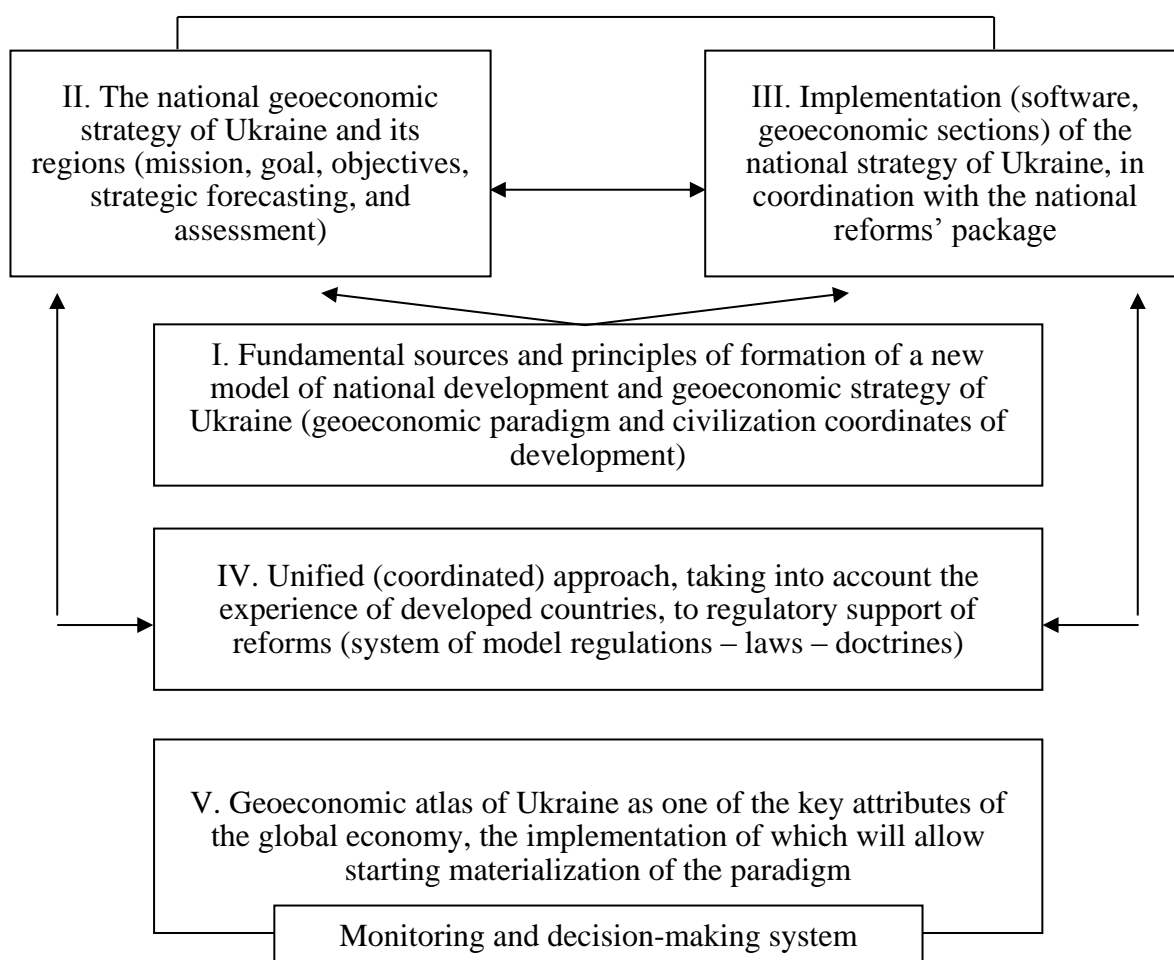 II. The national geoeconomic
strategy of Ukraine and its
regions (mission, goal, objectives,
strategic forecasting, and
assessment)
III. Implementation (software,
geoeconomic sections) of the
national strategy of Ukraine, in
coordination with the national
reforms’ package
I. Fundamental sources and principles of formation of a new
model of national development and geoeconomic strategy of
Ukraine (geoeconomic paradigm and civilization coordinates of
development)
IV. Unified (coordinated) approach, taking into account the
experience of developed countries, to regulatory support of
reforms (system of model regulations – laws – doctrines)
V. Geoeconomic atlas of Ukraine as one of the key attributes of
the global economy, the implementation of which will allow
starting materialization of the paradigm
Monitoring and decision-making system